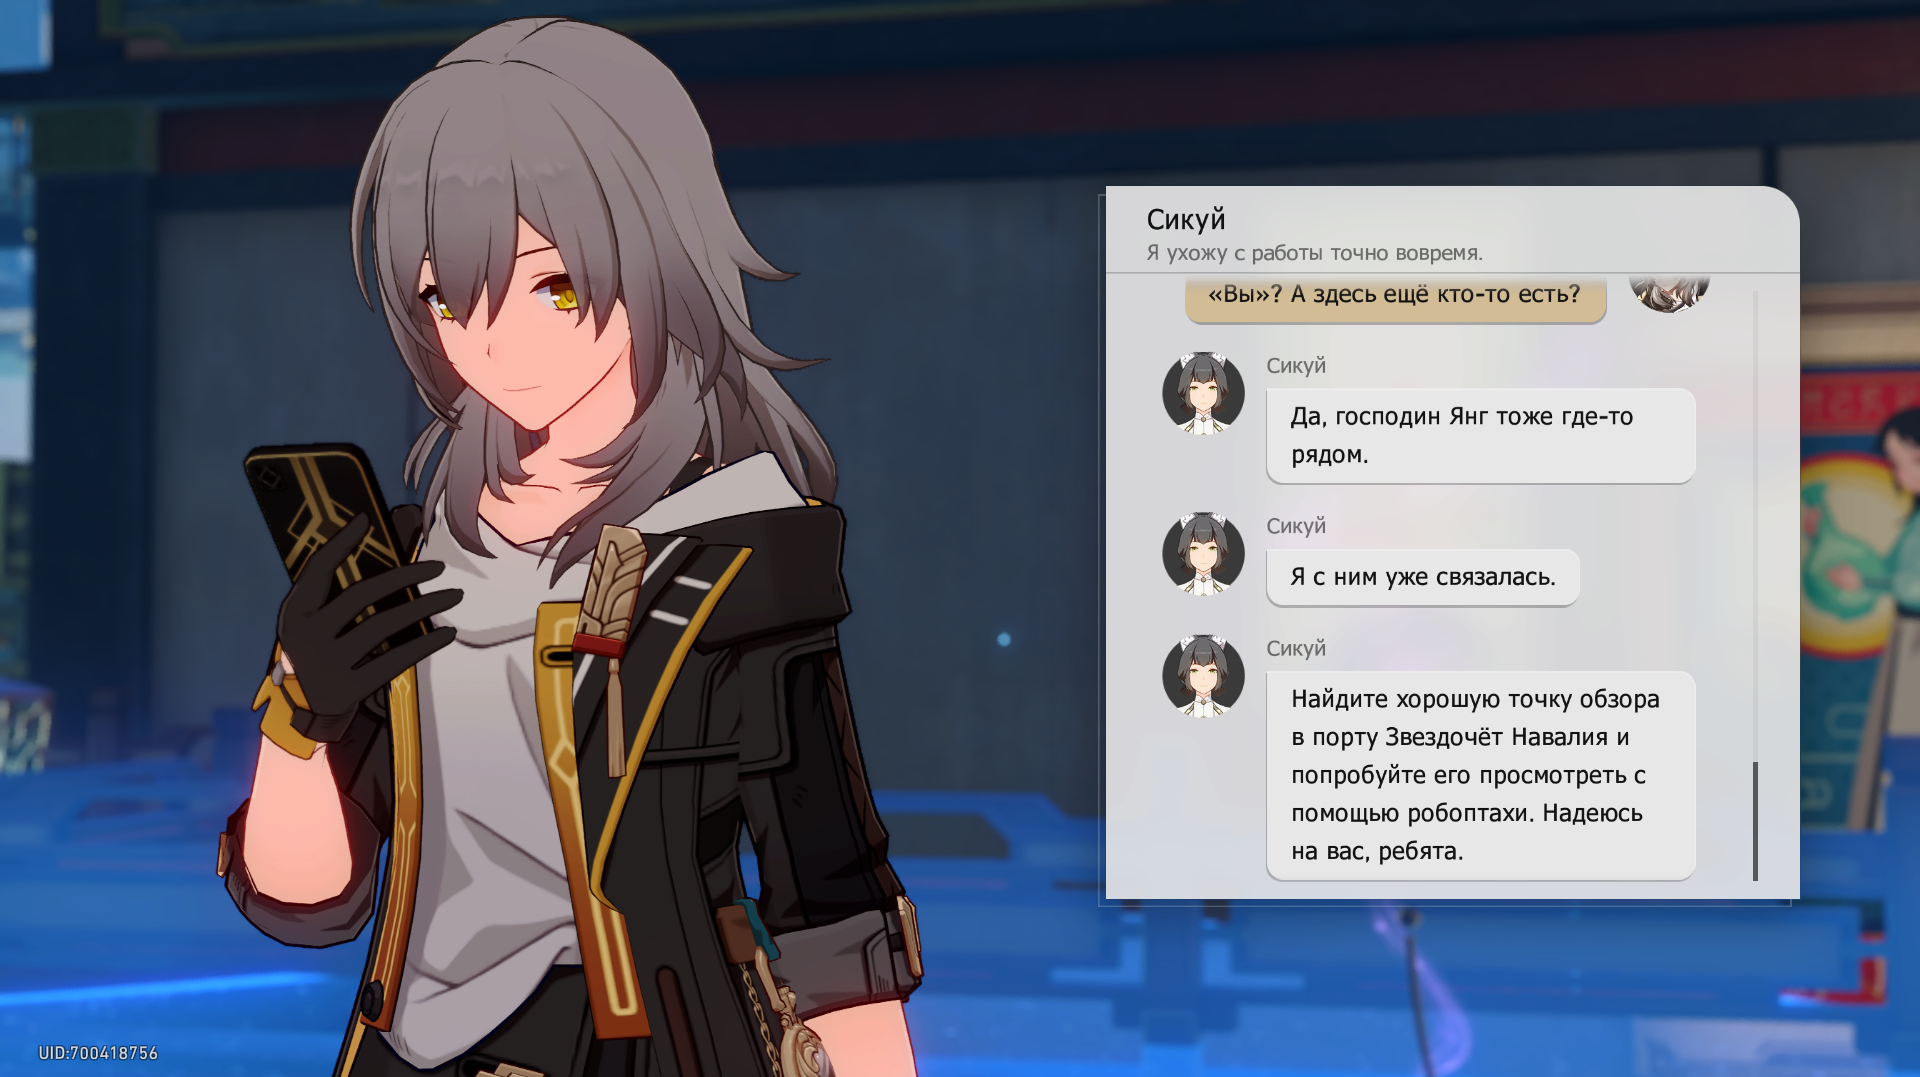 Сикуй
Я ухожу с работы точно вовремя.
«Вы»? А здесь ещё кто-то есть?
Сикуй
Да, господин Янг тоже где-то
рядом.
Сикуй
Я с ним уже связалась.
Сикуй
Найдите хорошую точку обзора
в порту Звездочёт Навалия и
попробуйте его просмотреть с
помощью робоптахи. Надеюсь
на вас, ребята.
UID:700418756